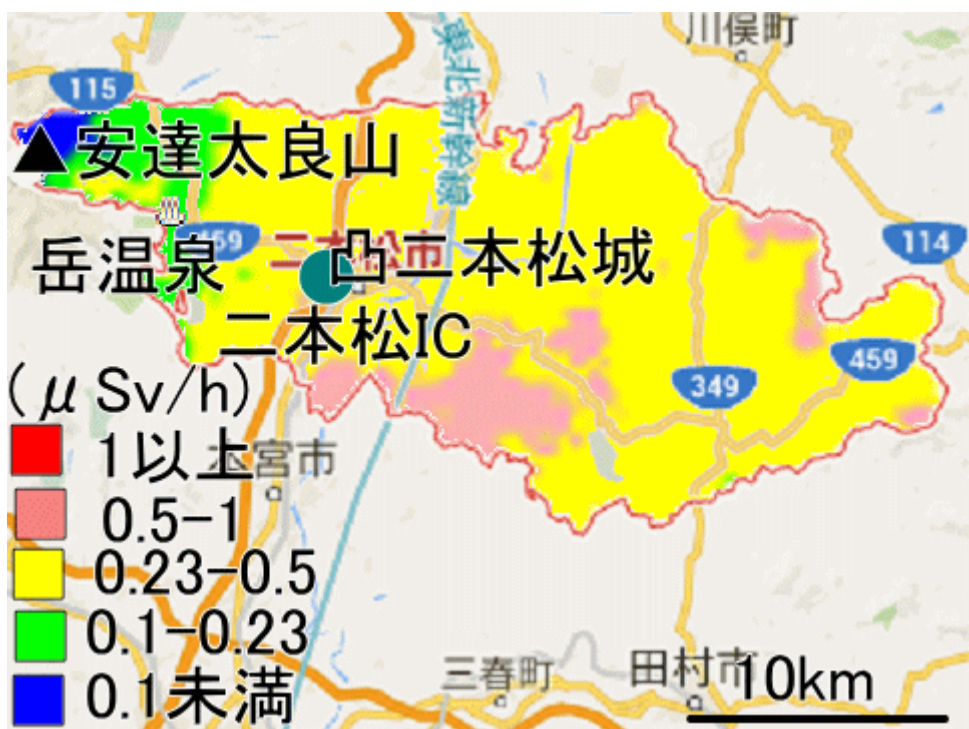 川俣町
115
東北新幹線
▲安達太良山
459
114
二本松市
凸二本松城
岳温泉
二本松IC
459
349
(μSv/h)
1以上
本宮市
0.5-1
0.23-0.5
0.1-0.23
0.1未満
三春町
田村市
10km